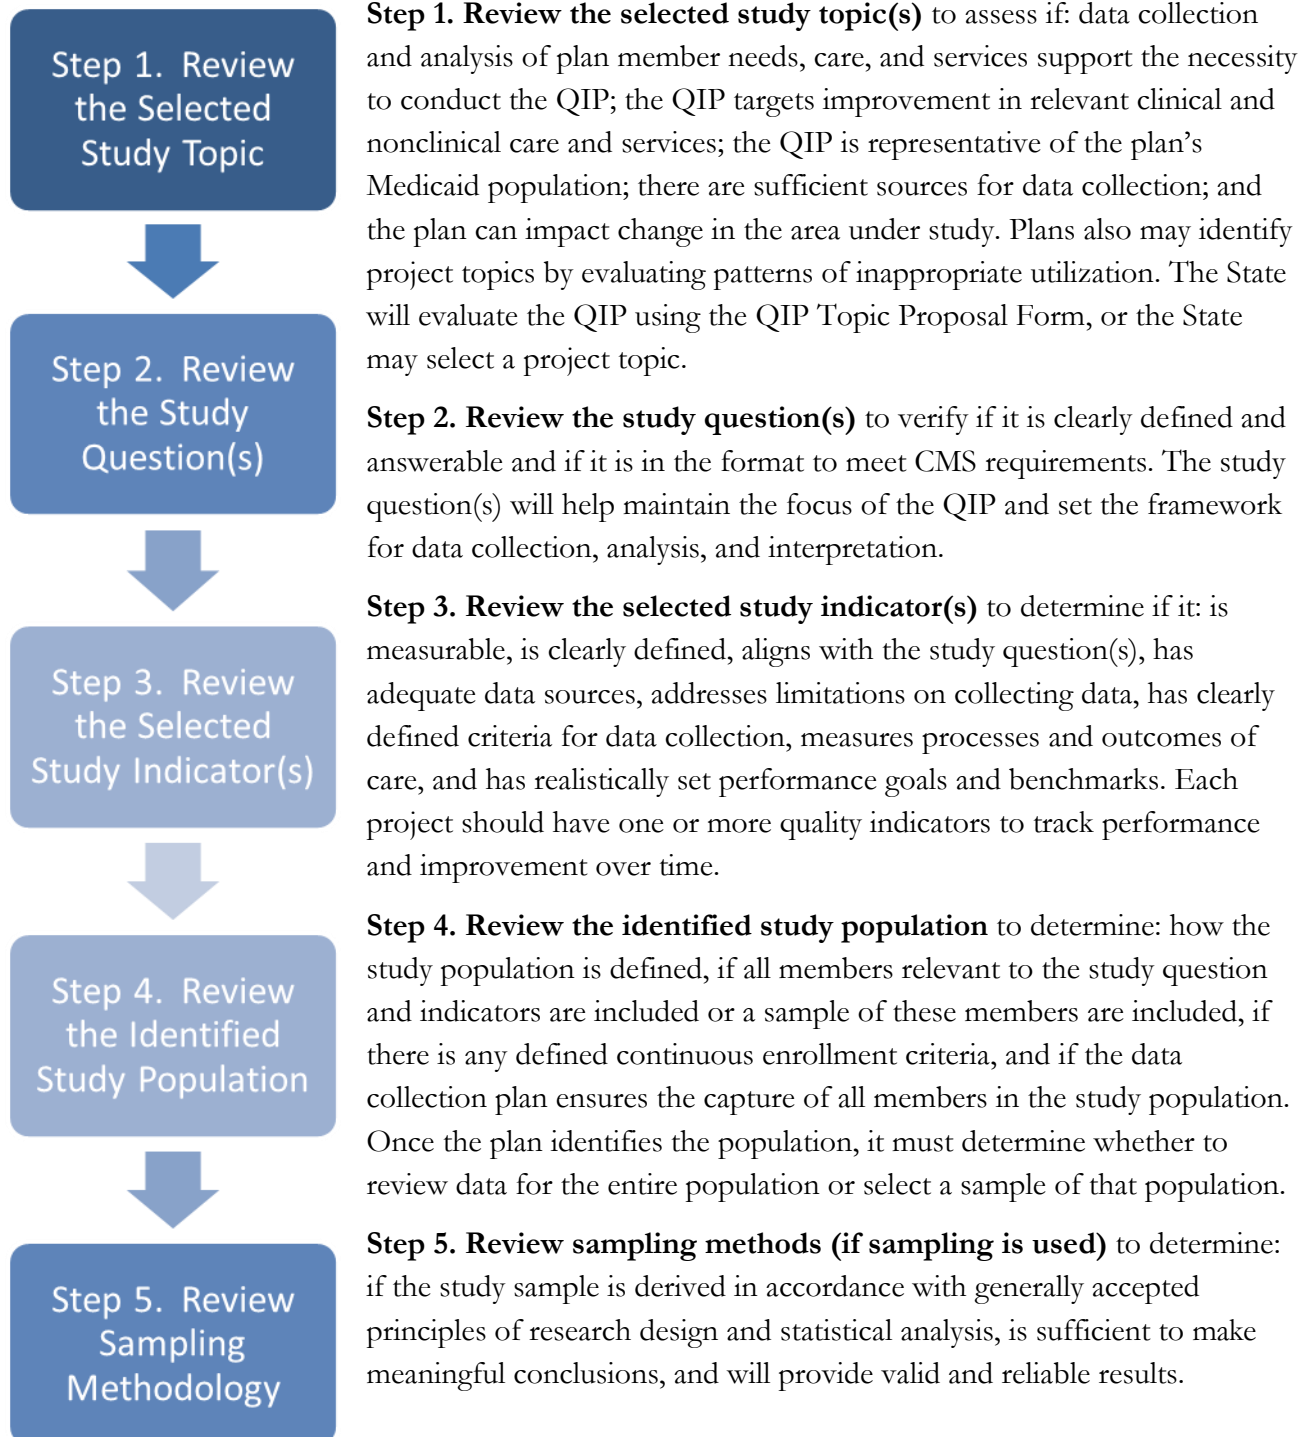 Step 1. Review
the Selected
Study Topic
Step 1. Review the selected study topic(s) to assess if: data collection
and analysis of plan member needs, care, and services support the necessity
to conduct the QIP; the QIP targets improvement in relevant clinical and
nonclinical care and services; the QIP is representative of the plan’s
Medicaid population; there are sufficient sources for data collection; and
the plan can impact change in the area under study. Plans also may identify
project topics by evaluating patterns of inappropriate utilization. The State
will evaluate the QIP using the QIP Topic Proposal Form, or the State
may select a project topic.
Step 2. Review
the Study
Question(s)
Step 2. Review the study question(s) to verify if it is clearly defined and
answerable and if it is in the format to meet CMS requirements. The study
question(s) will help maintain the focus of the QIP and set the framework
for data collection, analysis, and interpretation.
Step 3. Review
the Selected
Study Indicator(s)
Step 3. Review the selected study indicator(s) to determine if it: is
measurable, is clearly defined, aligns with the study question(s), has
adequate data sources, addresses limitations on collecting data, has clearly
defined criteria for data collection, measures processes and outcomes of
care, and has realistically set performance goals and benchmarks. Each
project should have one or more quality indicators to track performance
and improvement over time.
Step 4. Review
the Identified
Study Population
Step 4. Review the identified study population to determine: how the
study population is defined, if all members relevant to the study question
and indicators are included or a sample of these members are included, if
there is any defined continuous enrollment criteria, and if the data
collection plan ensures the capture of all members in the study population.
Once the plan identifies the population, it must determine whether to
review data for the entire population or select a sample of that population.
Step 5. Review
Sampling
Methodology
Step 5. Review sampling methods (if sampling is used) to determine:
if the study sample is derived in accordance with generally accepted
principles of research design and statistical analysis, is sufficient to make
meaningful conclusions, and will provide valid and reliable results.